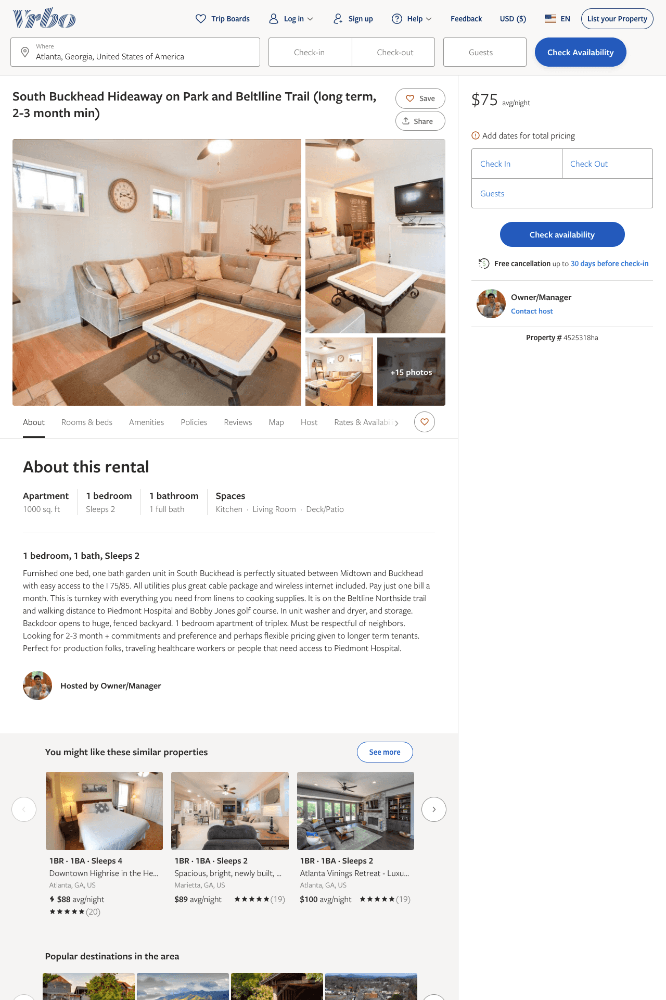 Vrbo
Trip Boards
Log in
Sign up
Help
Feedback
USD ($)
EN
List your Property
Where
Atlanta, Georgia, United States of America
Check-in
Check-out
Guests
Check Availability
South Buckhead Hideaway on Park and Beltlline Trail (long term,
2-3 month min)
Save
Share
$75 avg/night
Add dates for total pricing
Check In
Check Out
Guests
Check availability
Free cancellation up to 30 days before check-in
Owner/Manager
Contact host
Property # 4525318ha
+15 photos
About
Rooms & beds
Amenities
Policies
Reviews
Map
Host
Rates & Availabili
About this rental
Apartment
1000 sq. ft
1 bedroom
Sleeps 2
1 bathroom
1 full bath
Spaces
Kitchen · Living Room · Deck/Patio
1 bedroom, 1 bath, Sleeps 2
Furnished one bed, one bath garden unit in South Buckhead is perfectly situated between Midtown and Buckhead
with easy access to the I 75/85. All utilities plus great cable package and wireless internet included. Pay just one bill a
month. This is turnkey with everything you need from linens to cooking supplies. It is on the Beltline Northside trail
and walking distance to Piedmont Hospital and Bobby Jones golf course. In unit washer and dryer, and storage.
Backdoor opens to huge, fenced backyard. 1 bedroom apartment of triplex. Must be respectful of neighbors.
Looking for 2-3 month + commitments and preference and perhaps flexible pricing given to longer term tenants.
Perfect for production folks, traveling healthcare workers or people that need access to Piedmont Hospital.
Hosted by Owner/Manager
You might like these similar properties
See more
1BR · 1BA · Sleeps 4
Downtown Highrise in the He...
Atlanta, GA, US
$88 avg/night
(20)
1BR · 1BA · Sleeps 2
Spacious, bright, newly built, ...
Marietta, GA, US
$89 avg/night
(19)
1BR · 1BA · Sleeps 2
Atlanta Vinings Retreat - Luxu...
Atlanta, GA, US
$100 avg/night
(19)
Popular destinations in the area